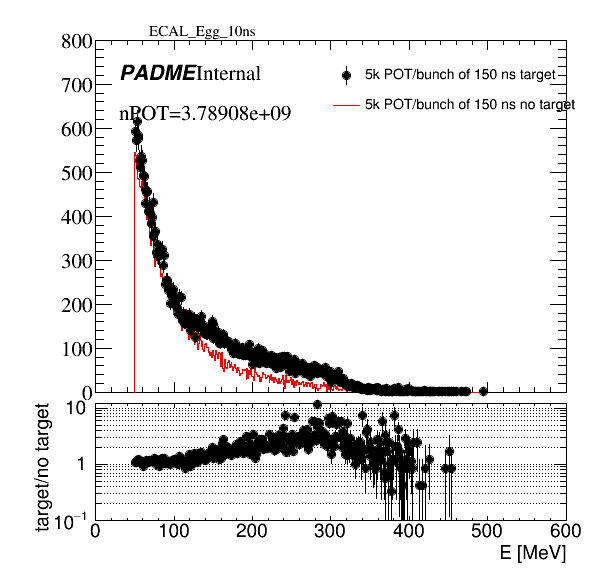 ECAL_Egg_10ns
800
PADME Internal
5k POT/bunch of 150 ns target
700
5k POT/bunch of 150 ns no target
nPOT=3.78908e+09
600
500
400
300
200
100
0
target/no target
10
1
10−1
0 100 200 300 400 500 600
E [MeV]